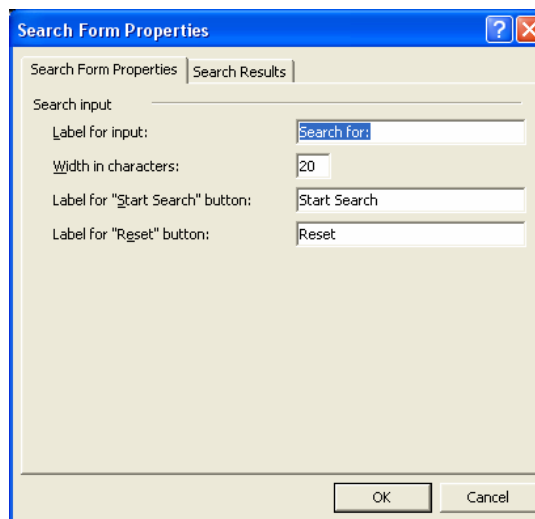 Search Form Properties
Search Form Properties Search Results
Search input
Label for input: Search for:
Width in characters: 20
Label for "Start Search" button: Start Search
Label for "Reset" button: Reset
OK Cancel